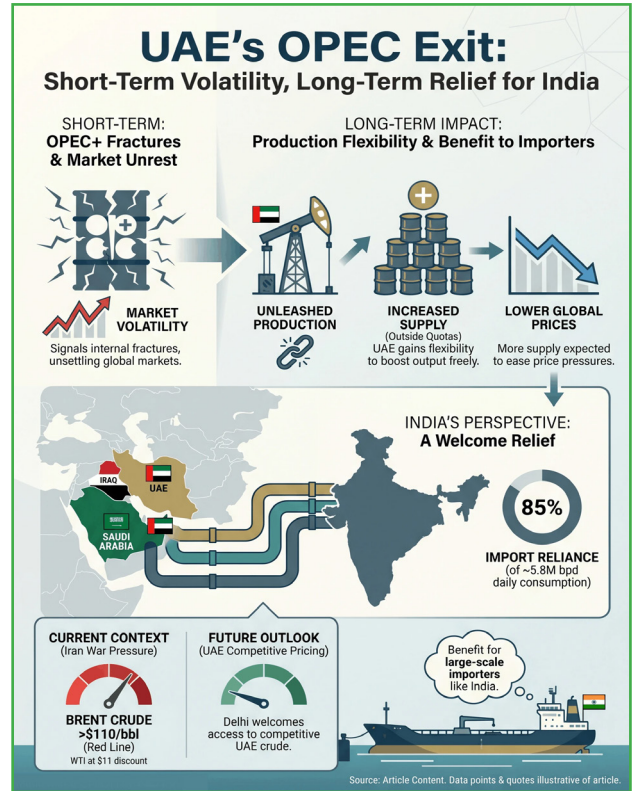 UAE's OPEC Exit:
Short-Term Volatility, Long-Term Relief for India
SHORT-TERM:
OPEC+ Fractures
& Market Unrest
MARKET
VOLATILITY
Signals internal fractures,
unsettling global markets.
LONG-TERM IMPACT:
Production Flexibility & Benefit to Importers
UNLEASHED
PRODUCTION
INCREASED
SUPPLY
(Outside Quotas)
UAE gains flexibility
to boost output freely.
LOWER GLOBAL
PRICES
More supply expected
to ease price pressures.
IRAQ
UAE
SAUDI
ARABIA
INDIA'S PERSPECTIVE:
A Welcome Relief
85%
IMPORT RELIANCE
(of ~5.8M bpd
daily consumption)
CURRENT CONTEXT
(Iran War Pressure)
BRENT CRUDE
>$110/bbl
(Red Line)
WTI at $11 discount
FUTURE OUTLOOK
(UAE Competitive Pricing)
Delhi welcomes
access to competitive
UAE crude.
Benefit for
large-scale
importers
like India.
Source: Article Content. Data points & quotes illustrative of article.